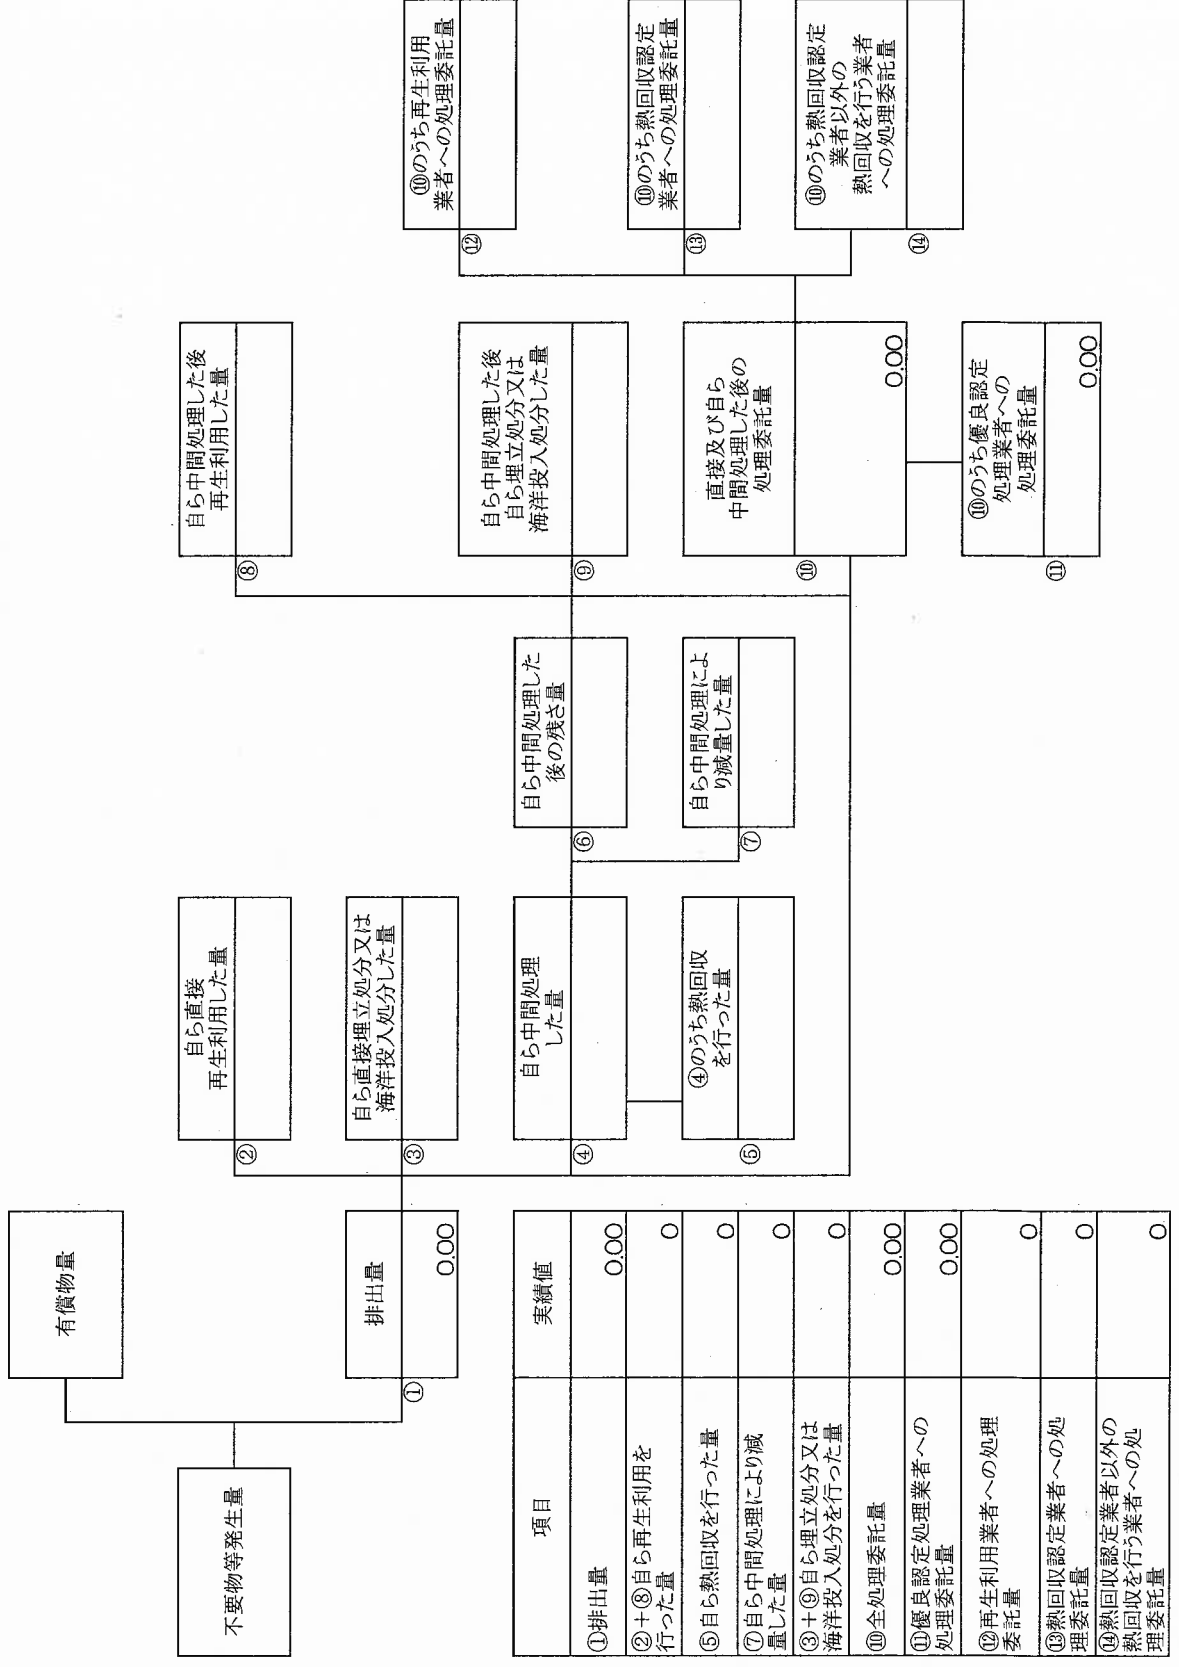 不要物等発生量
有償物量
排出量
①
0.00
②
自ら直接
再生利用した量
③
自ら直接埋立処分又は
海洋投入処分した量
④
自ら中間処理
した量
⑤
④のうち熱回収
を行った量
⑥
自ら中間処理した
後の残さ量
⑦
自ら中間処理によ
り減量した量
⑧
自ら中間処理した後
再生利用した量
⑨
自ら中間処理した後
自ら埋立処分又は
海洋投入処分した量
⑩
直接及び自ら
中間処理した後の
処理委託量
0.00
⑪
⑩のうち優良認定
処理業者への
処理委託量
0.00
⑫
⑩のうち再生利用
業者への処理委託量
⑬
⑩のうち熱回収認定
業者への処理委託量
⑭
⑩のうち熱回収認定
業者以外の
熱回収を行う業者
への処理委託量
項目 実績値
①排出量 0.00
②+⑧自ら再生利用を
行った量 0
⑤自ら熱回収を行った量 0
⑦自ら中間処理により減
量した量 0
③+⑨自ら埋立処分又は
海洋投入処分を行った量 0
⑩全処理委託量 0.00
⑪優良認定処理業者への
処理委託量 0.00
⑫再生利用業者への処理
委託量 0
⑬熱回収認定業者への処
理委託量 0
⑭熱回収認定業者以外の
熱回収を行う業者への処
理委託量 0